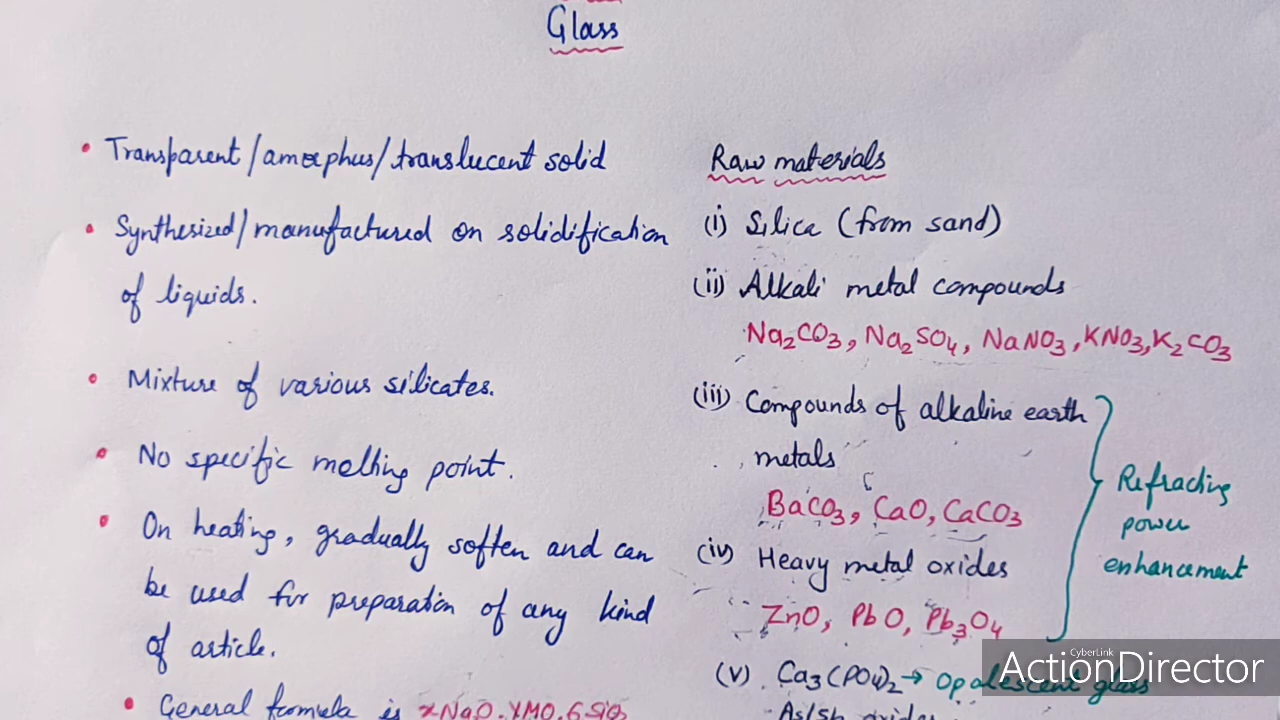 Glass
• Transparent/amorphus/translucent solid
• Synthesized/manufactured on solidification
of liquids.
• Mixture of various silicates.
• No specific melting point.
• On heating, gradually soften and can
be used for preparation of any kind
of article.
• General formula is
Raw materials
(i) Silica (from sand)
(ii) Alkali metal compounds
Na₂CO₃, Na₂SO₄, NaNO₃, KNO₃, K₂CO₃
(iii) Compounds of alkaline earth
metals
BaCO₃, CaO, CaCO₃
(iv) Heavy metal oxides
ZnO, PbO, Pb₃O₄
Refracting
power
enhancement
(v) Ca₃(PO₄)₂ → Opalescent glass
As/Sb oxides
CyberLink
ActionDirector